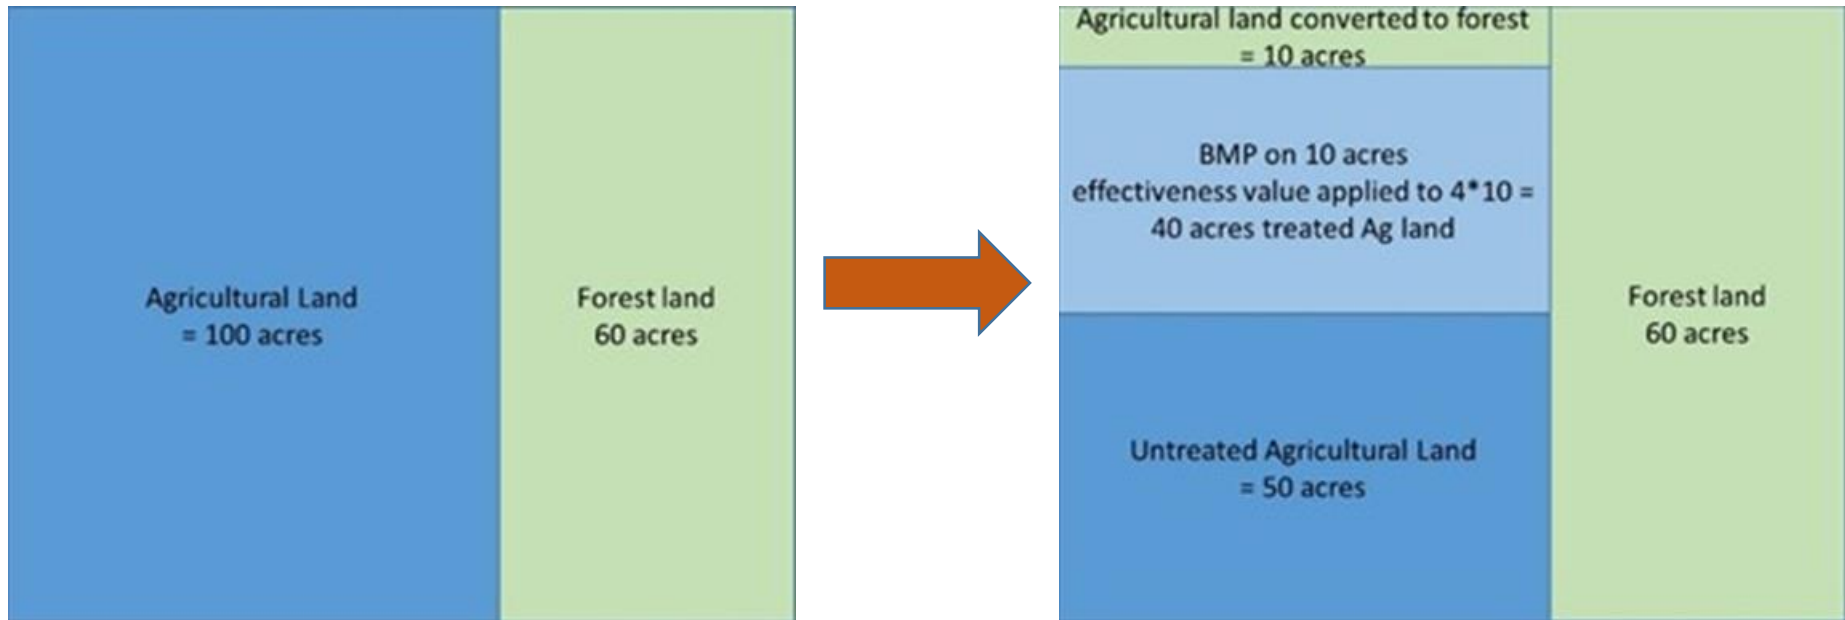 Agricultural Land
= 100 acres
Forest land
60 acres
Agricultural land converted to forest
= 10 acres
BMP on 10 acres
effectiveness value applied to 4*10 =
40 acres treated Ag land
Untreated Agricultural Land
= 50 acres
Forest land
60 acres